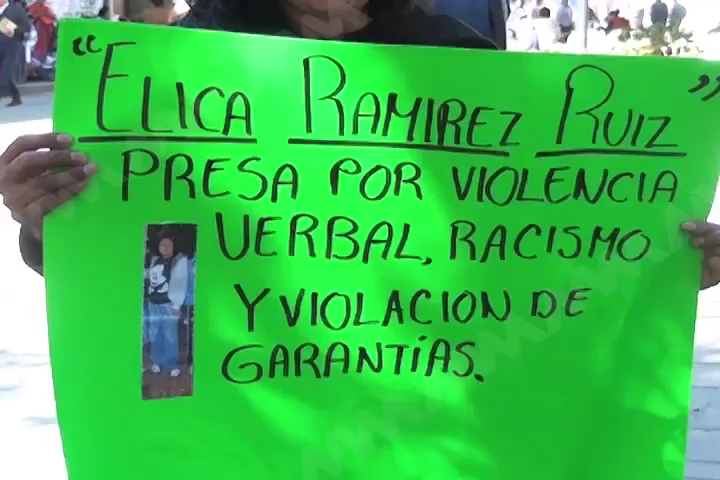 "ELICA RAMIREZ RUIZ"
PRESA POR VIOLENCIA
VERBAL, RACISMO
Y VIOLACION DE
GARANTÍAS.